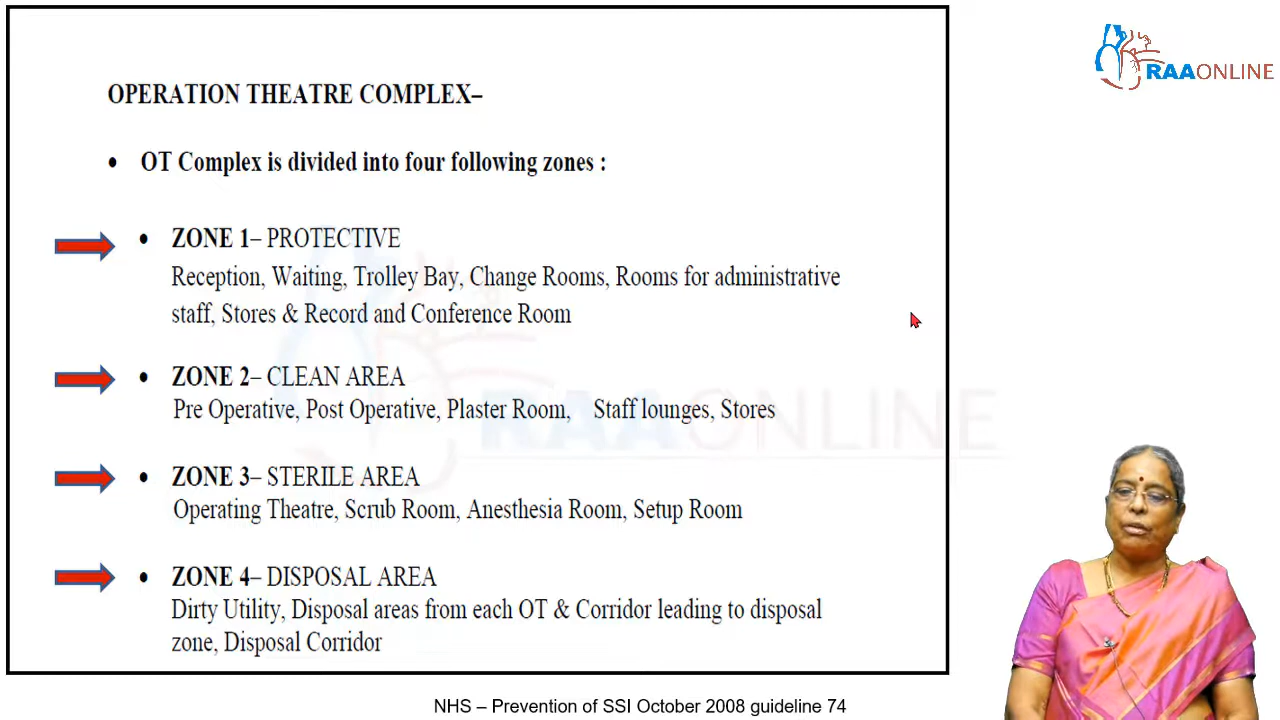 RAAONLINE
OPERATION THEATRE COMPLEX–
• OT Complex is divided into four following zones :
• ZONE 1– PROTECTIVE
Reception, Waiting, Trolley Bay, Change Rooms, Rooms for administrative
staff, Stores & Record and Conference Room
• ZONE 2– CLEAN AREA
Pre Operative, Post Operative, Plaster Room, Staff lounges, Stores
RAAONLINE
• ZONE 3– STERILE AREA
Operating Theatre, Scrub Room, Anesthesia Room, Setup Room
• ZONE 4– DISPOSAL AREA
Dirty Utility, Disposal areas from each OT & Corridor leading to disposal
zone, Disposal Corridor
NHS – Prevention of SSI October 2008 guideline 74